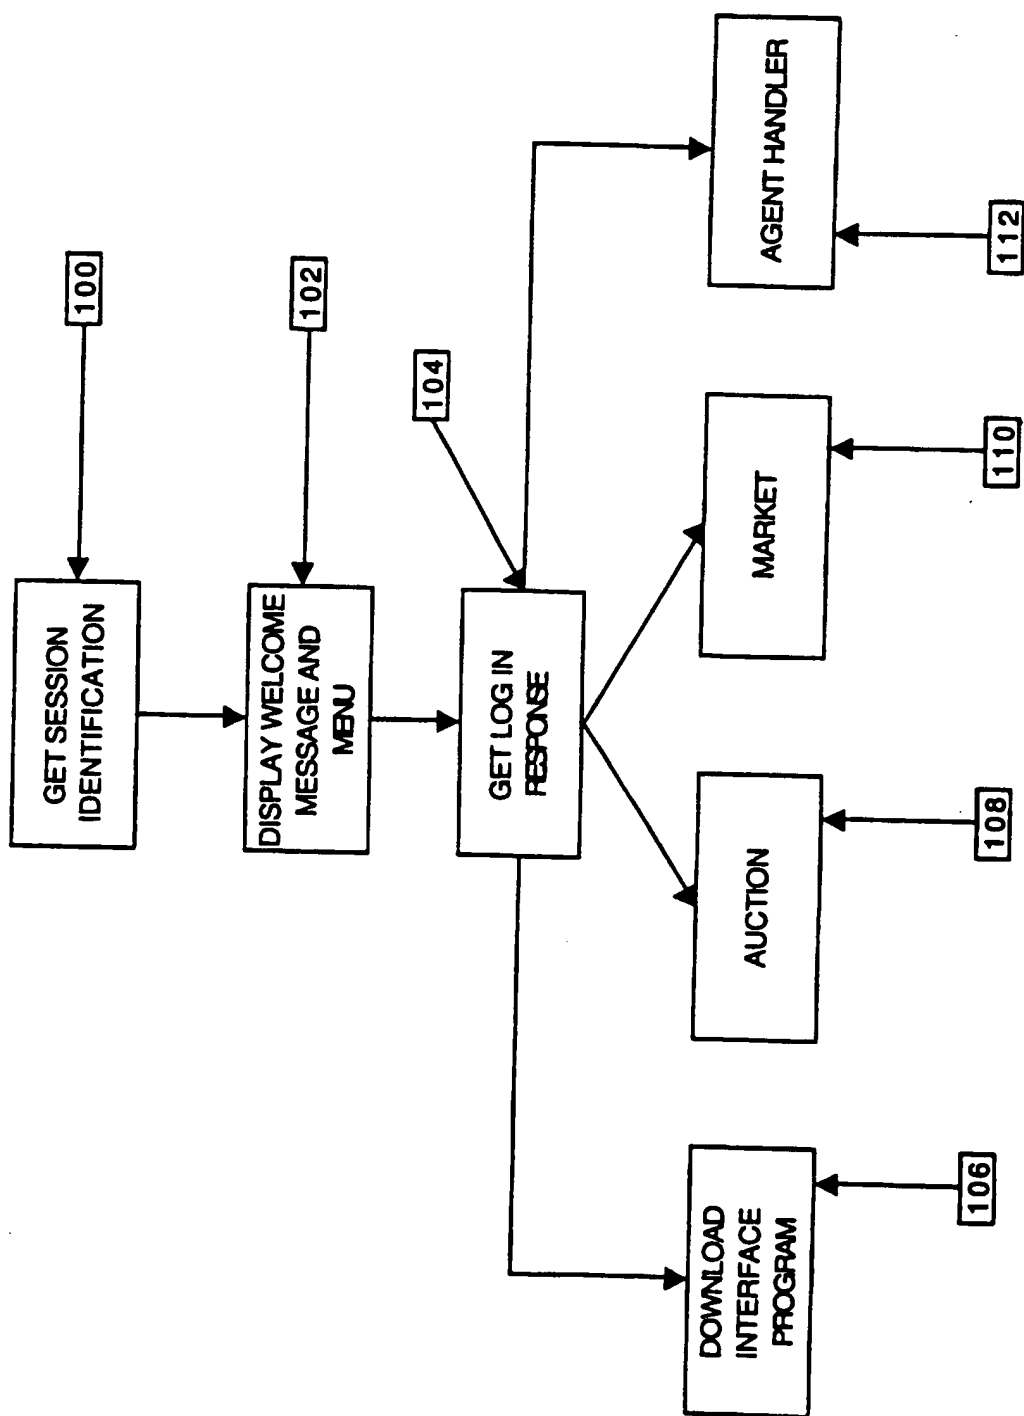 GET SESSION
IDENTIFICATION
100
DISPLAY WELCOME
MESSAGE AND
MENU
102
GET LOG IN
RESPONSE
104
DOWNLOAD
INTERFACE
PROGRAM
106
AUCTION
108
MARKET
110
AGENT HANDLER
112